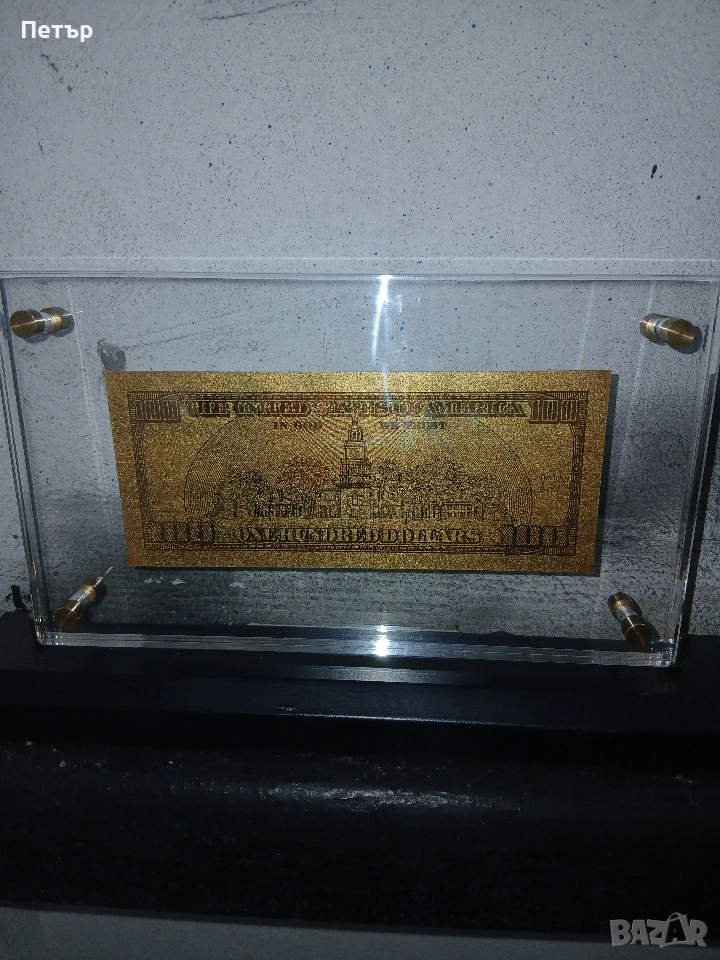 Петър
100 THE UNITED STATES OF AMERICA 100
IN GOD WE TRUST
100 ONE HUNDRED DOLLARS 100
BAZAR